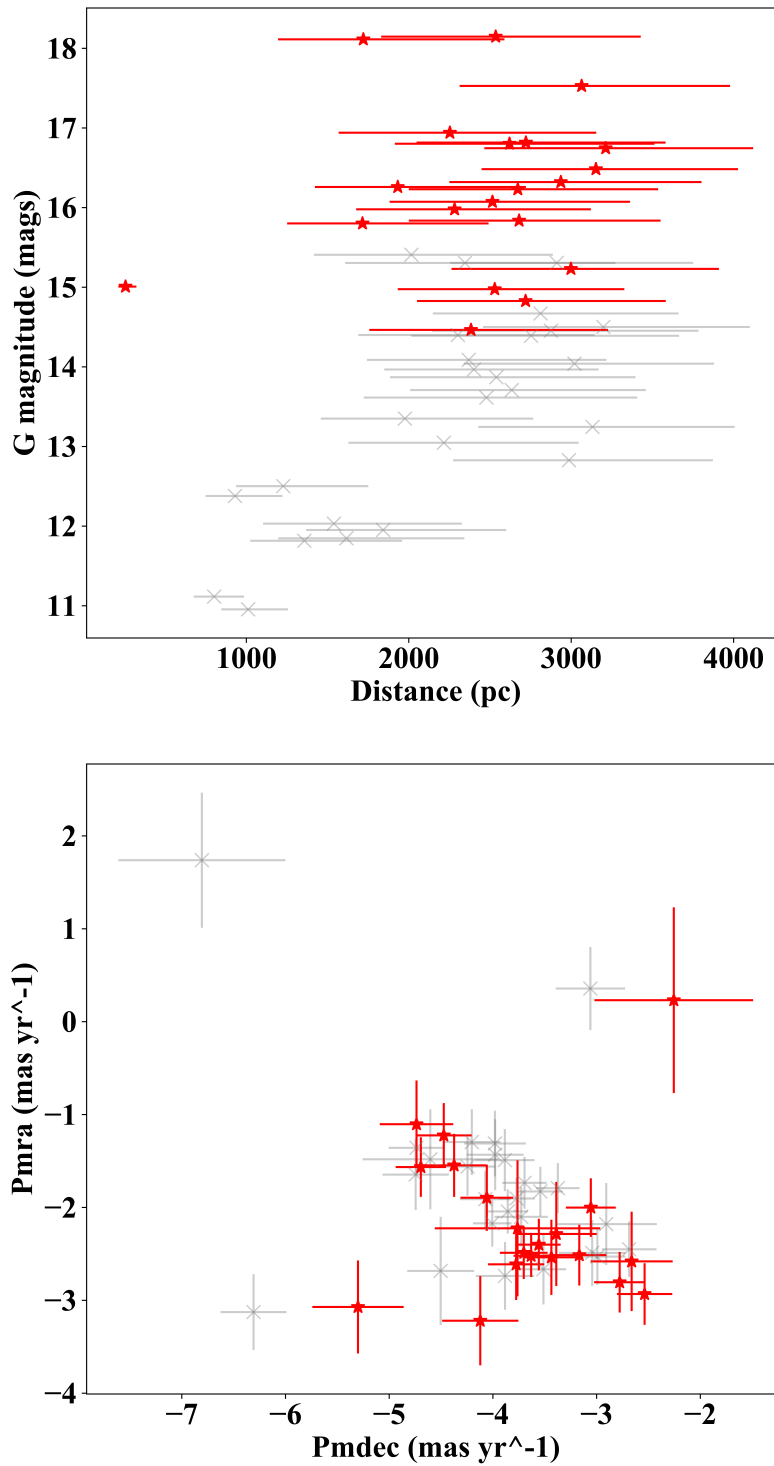 18
17
16
15
14
13
12
11
G magnitude (mags)
1000 2000 3000 4000
Distance (pc)
2
1
0
−1
−2
−3
−4
Pmra (mas yr^-1)
−7 −6 −5 −4 −3 −2
Pmdec (mas yr^-1)